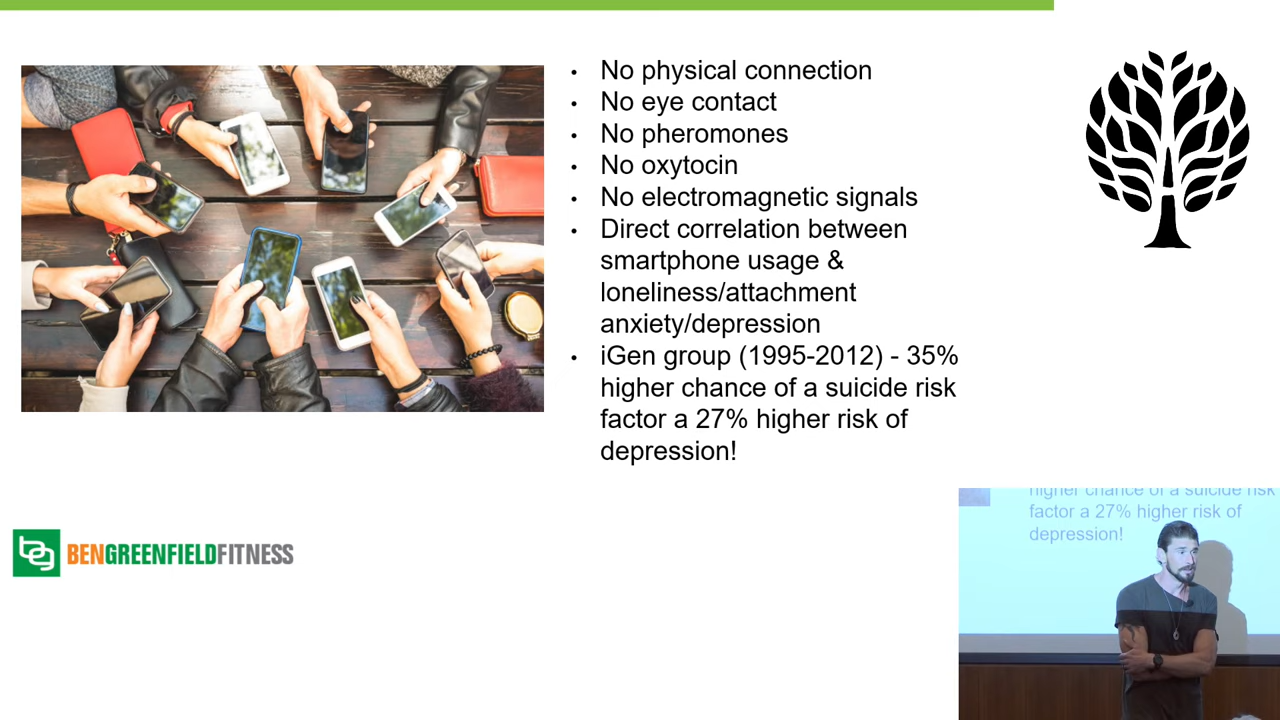 No physical connection
No eye contact
No pheromones
No oxytocin
No electromagnetic signals
Direct correlation between
smartphone usage &
loneliness/attachment
anxiety/depression
iGen group (1995-2012) - 35%
higher chance of a suicide risk
factor a 27% higher risk of
depression!
BENGREENFIELDFITNESS
higher chance of a suicide risk
factor a 27% higher risk of
depression!